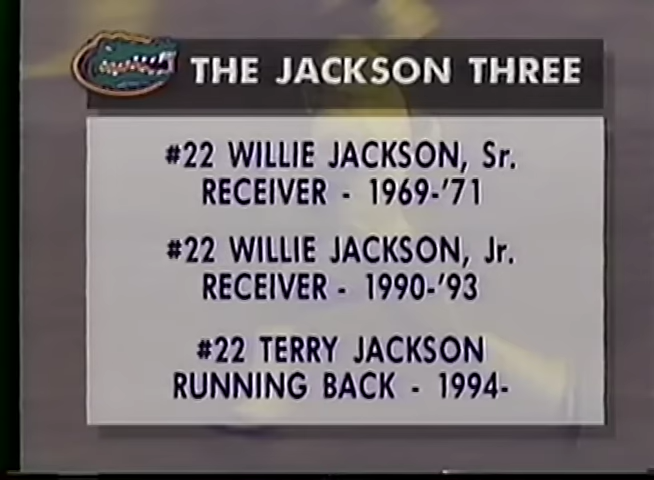 THE JACKSON THREE
#22 WILLIE JACKSON, Sr.
RECEIVER - 1969-'71
#22 WILLIE JACKSON, Jr.
RECEIVER - 1990-'93
#22 TERRY JACKSON
RUNNING BACK - 1994-